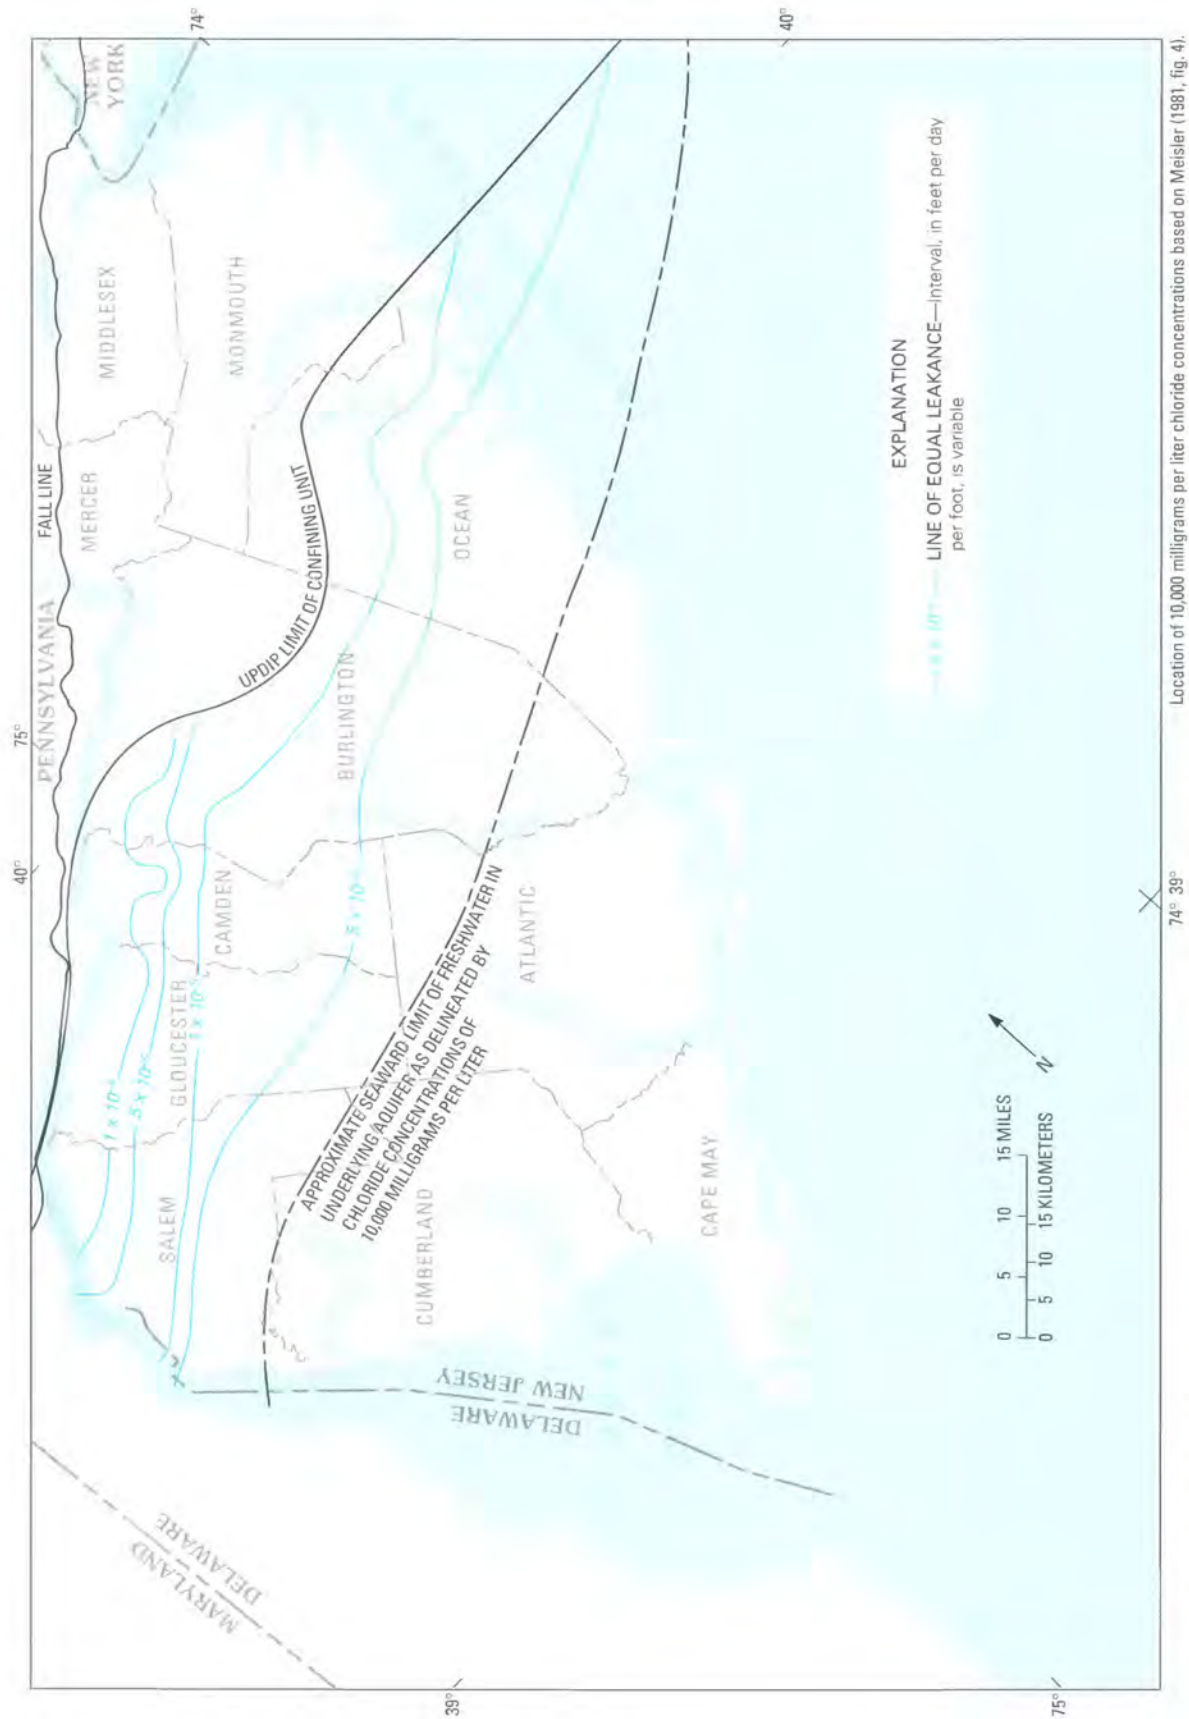 74°
40°
75°
40°
39°
75°
74° 39°
NEW
YORK
PENNSYLVANIA
FALL LINE
MIDDLESEX
MONMOUTH
MERCER
UPDIP LIMIT OF CONFINING UNIT
OCEAN
BURLINGTON
CAMDEN
GLOUCESTER
ATLANTIC
SALEM
CUMBERLAND
CAPE MAY
.5 × 10
1 × 10
1 × 10
.5 × 10
APPROXIMATE SEAWARD LIMIT OF FRESHWATER IN
UNDERLYING AQUIFER AS DELINEATED BY
CHLORIDE CONCENTRATIONS OF
10,000 MILLIGRAMS PER LITER
NEW JERSEY
DELAWARE
DELAWARE
MARYLAND
EXPLANATION
LINE OF EQUAL LEAKANCE—Interval, in feet per day
per foot, is variable
N
0 5 10 15 MILES
0 5 10 15 KILOMETERS
Location of 10,000 milligrams per liter chloride concentrations based on Meisler (1981, fig. 4).